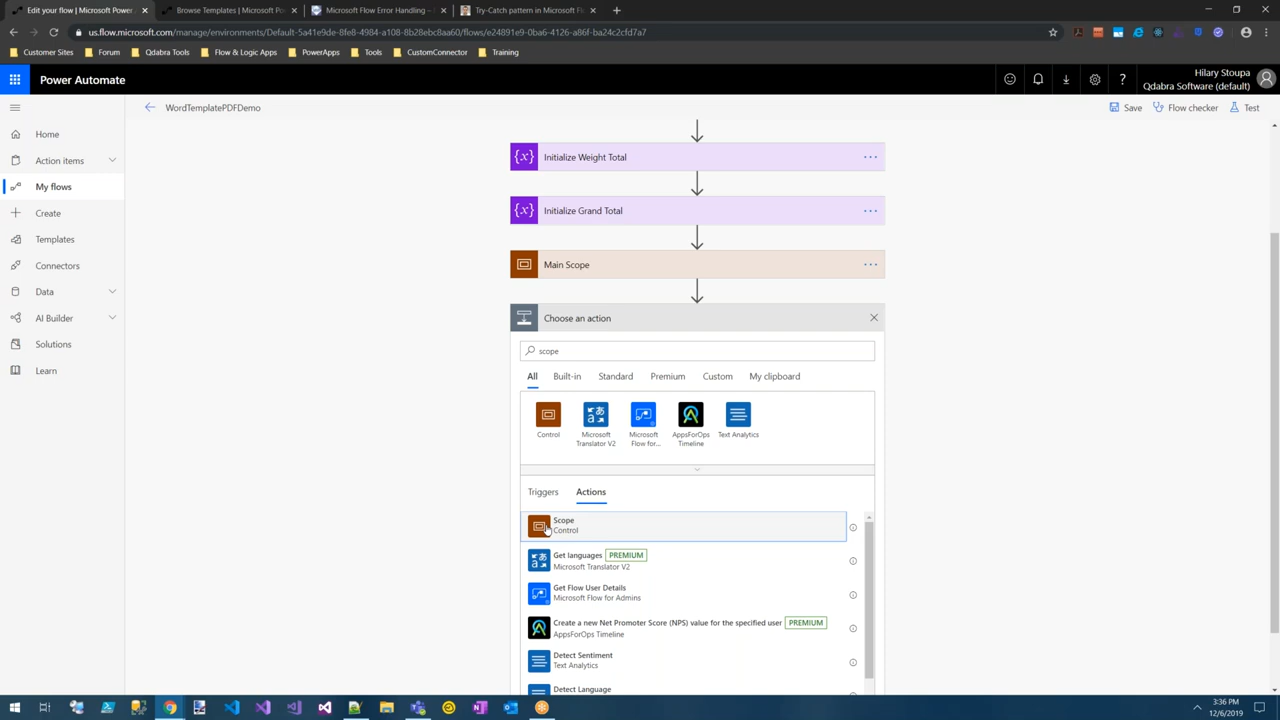 Edit your flow | Microsoft Power A
Browse Templates | Microsoft Po
Microsoft Flow Error Handling –
Try-Catch pattern in Microsoft Fl
us.flow.microsoft.com/manage/environments/Default-5a41e9de-8fe8-4984-a108-8b28ebc8aa60/flows/e24891e9-0ba6-4126-a86f-ba24c2cfd7a7
Customer Sites
Forum
Qdabra Tools
Flow & Logic Apps
PowerApps
Tools
CustomConnector
Training
Power Automate
Hilary Stoupa
Qdabra Software (default)
WordTemplatePDFDemo
Save
Flow checker
Test
Home
Action items
My flows
Create
Templates
Connectors
Data
AI Builder
Solutions
Learn
{x} Initialize Weight Total
{x} Initialize Grand Total
Main Scope
Choose an action
scope
All
Built-in
Standard
Premium
Custom
My clipboard
Control
Microsoft
Translator V2
Microsoft
Flow for...
AppsForOps
Timeline
Text Analytics
Triggers
Actions
Scope
Control
Get languages PREMIUM
Microsoft Translator V2
Get Flow User Details
Microsoft Flow for Admins
Create a new Net Promoter Score (NPS) value for the specified user PREMIUM
AppsForOps Timeline
Detect Sentiment
Text Analytics
Detect Language
3:36 PM
12/6/2019